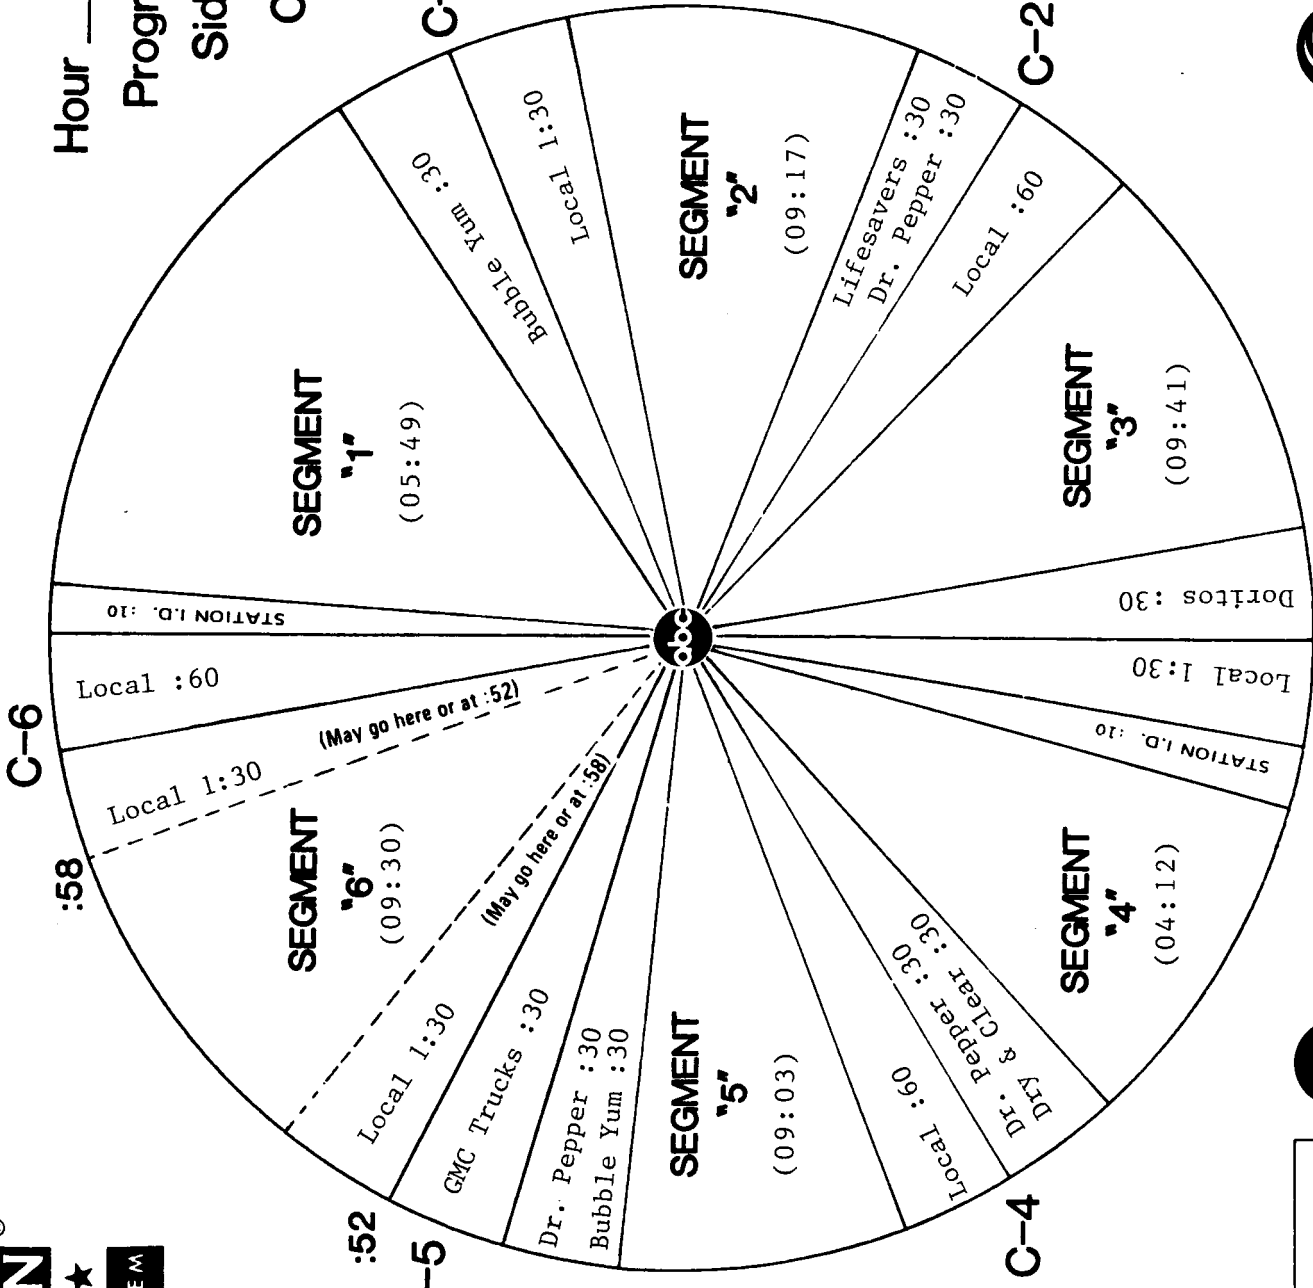 Hour
Progr
Sid
C
C-
STATION I.D. :10
SEGMENT
"1"
(05:49)
Bubble Yum :30
Local 1:30
SEGMENT
"2"
(09:17)
Lifesavers :30
Dr. Pepper :30
C-2
Local :60
SEGMENT
"3"
(09:41)
Doritos :30
Local 1:30
STATION I.D. :10
SEGMENT
"4"
(04:12)
Dr. Pepper :30
Dry & Clear :30
C-4
Local :60
SEGMENT
"5"
(09:03)
Dr. Pepper :30
Bubble Yum :30
-5
GMC Trucks :30
:52
Local 1:30
(May go here or at :58)
SEGMENT
"6"
(09:30)
:58
(May go here or at :52)
Local 1:30
C-6
Local :60
abc
N
EW